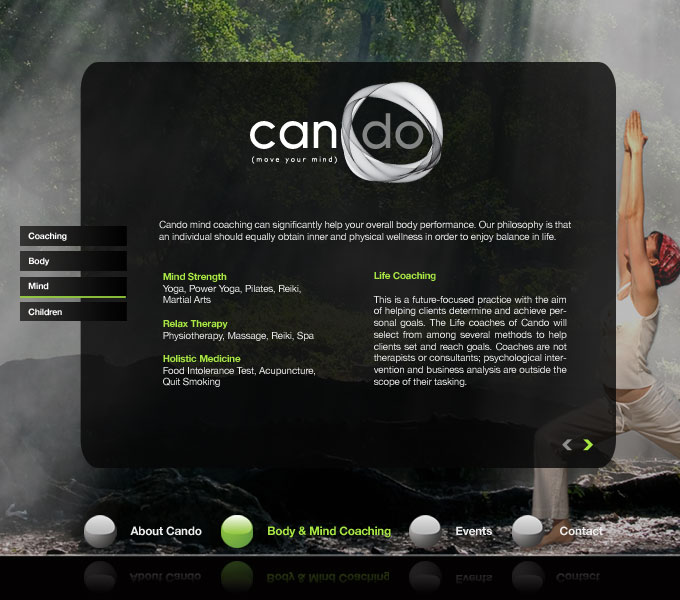 cando
(move your mind)
Cando mind coaching can significantly help your overall body performance. Our philosophy is that
an individual should equally obtain inner and physical wellness in order to enjoy balance in life.
Coaching
Body
Mind
Children
Mind Strength
Yoga, Power Yoga, Pilates, Reiki,
Martial Arts
Relax Therapy
Physiotherapy, Massage, Reiki, Spa
Holistic Medicine
Food Intolerance Test, Acupuncture,
Quit Smoking
Life Coaching
This is a future-focused practice with the aim
of helping clients determine and achieve per-
sonal goals. The Life coaches of Cando will
select from among several methods to help
clients set and reach goals. Coaches are not
therapists or consultants; psychological inter-
vention and business analysis are outside the
scope of their tasking.
About Cando
Body & Mind Coaching
Events
Contact